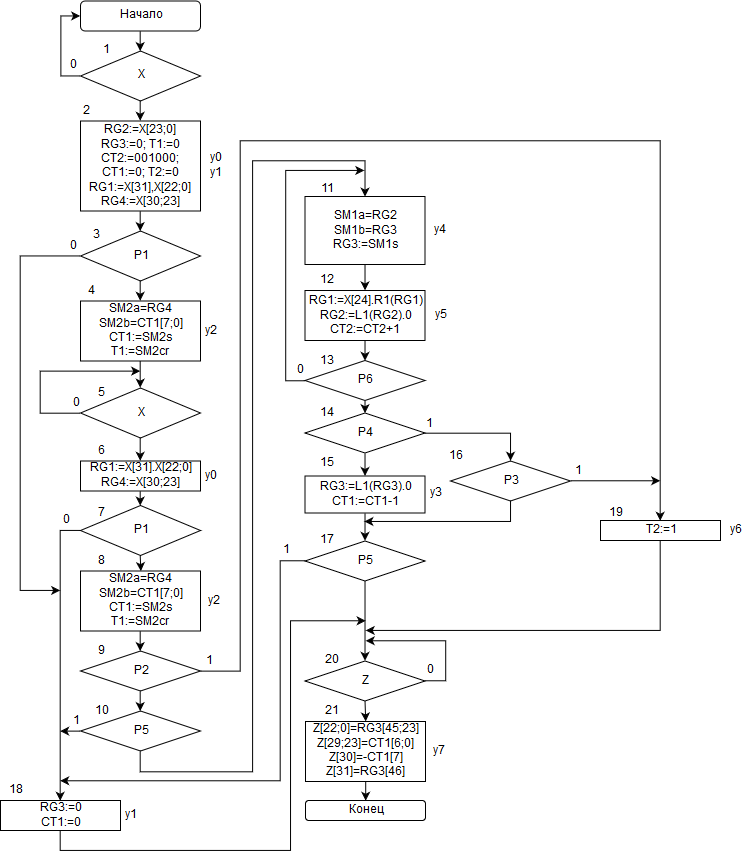 Начало
1
0
X
2
RG2:=X[23;0]
RG3:=0; T1:=0
CT2:=001000;
CT1:=0; T2:=0
RG1:=X[31],X[22;0]
RG4:=X[30;23]
y0
y1
3
0
P1
4
SM2a=RG4
SM2b=CT1[7;0]
CT1:=SM2s
T1:=SM2cr
y2
5
0
X
6
RG1:=X[31].X[22;0]
RG4:=X[30;23]
y0
7
0
P1
8
SM2a=RG4
SM2b=CT1[7;0]
CT1:=SM2s
T1:=SM2cr
y2
9
P2
1
10
1
P5
18
RG3:=0
CT1:=0
y1
11
SM1a=RG2
SM1b=RG3
RG3:=SM1s
y4
12
RG1:=X[24].R1(RG1)
RG2:=L1(RG2).0
CT2:=CT2+1
y5
13
0
P6
14
P4
1
15
RG3:=L1(RG3).0
CT1:=CT1-1
y3
16
P3
1
17
1
P5
19
T2:=1
y6
20
Z
0
21
Z[22;0]=RG3[45;23]
Z[29;23]=CT1[6;0]
Z[30]=-CT1[7]
Z[31]=RG3[46]
y7
Конец